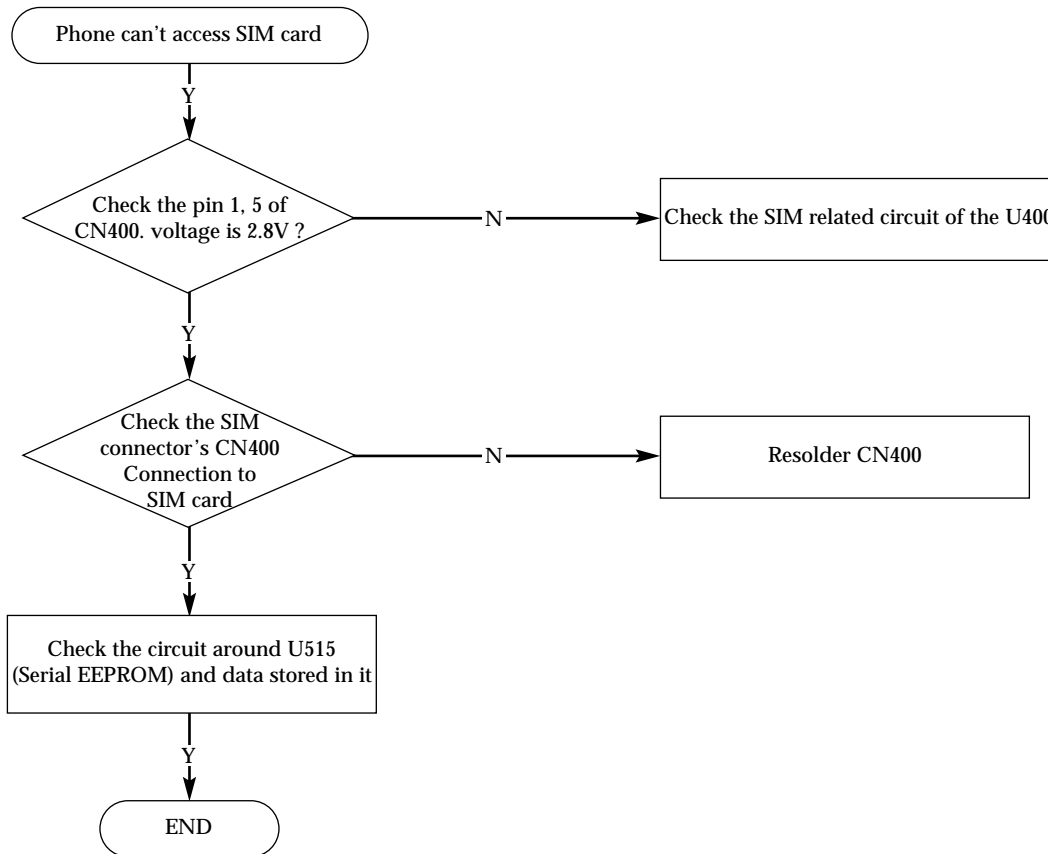 Phone can't access SIM card
Y
Check the pin 1, 5 of
CN400. voltage is 2.8V ?
N
Check the SIM related circuit of the U400
Y
Check the SIM
connector's CN400
Connection to
SIM card
N
Resolder CN400
Y
Check the circuit around U515
(Serial EEPROM) and data stored in it
Y
END